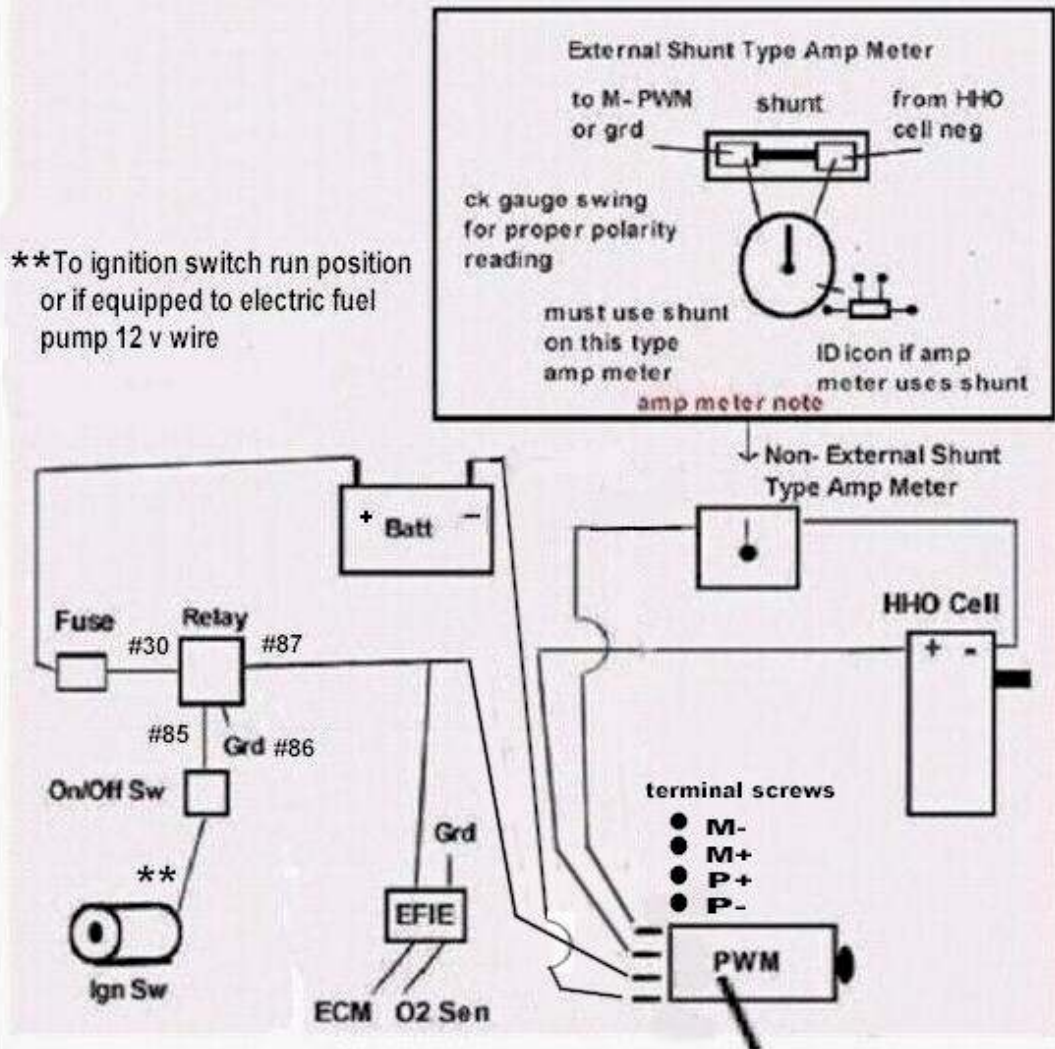 External Shunt Type Amp Meter
to M- PWM
or grd
shunt
from HHO
cell neg
ck gauge swing
for proper polarity
reading
must use shunt
on this type
amp meter
ID icon if amp
meter uses shunt
amp meter note
**To ignition switch run position
or if equipped to electric fuel
pump 12 v wire
Non- External Shunt
Type Amp Meter
+ Batt -
HHO Cell
+ -
Fuse
#30
Relay
#87
#85
Grd #86
On/Off Sw
**
Ign Sw
Grd
EFIE
ECM
O2 Sen
terminal screws
M-
M+
P+
P-
PWM